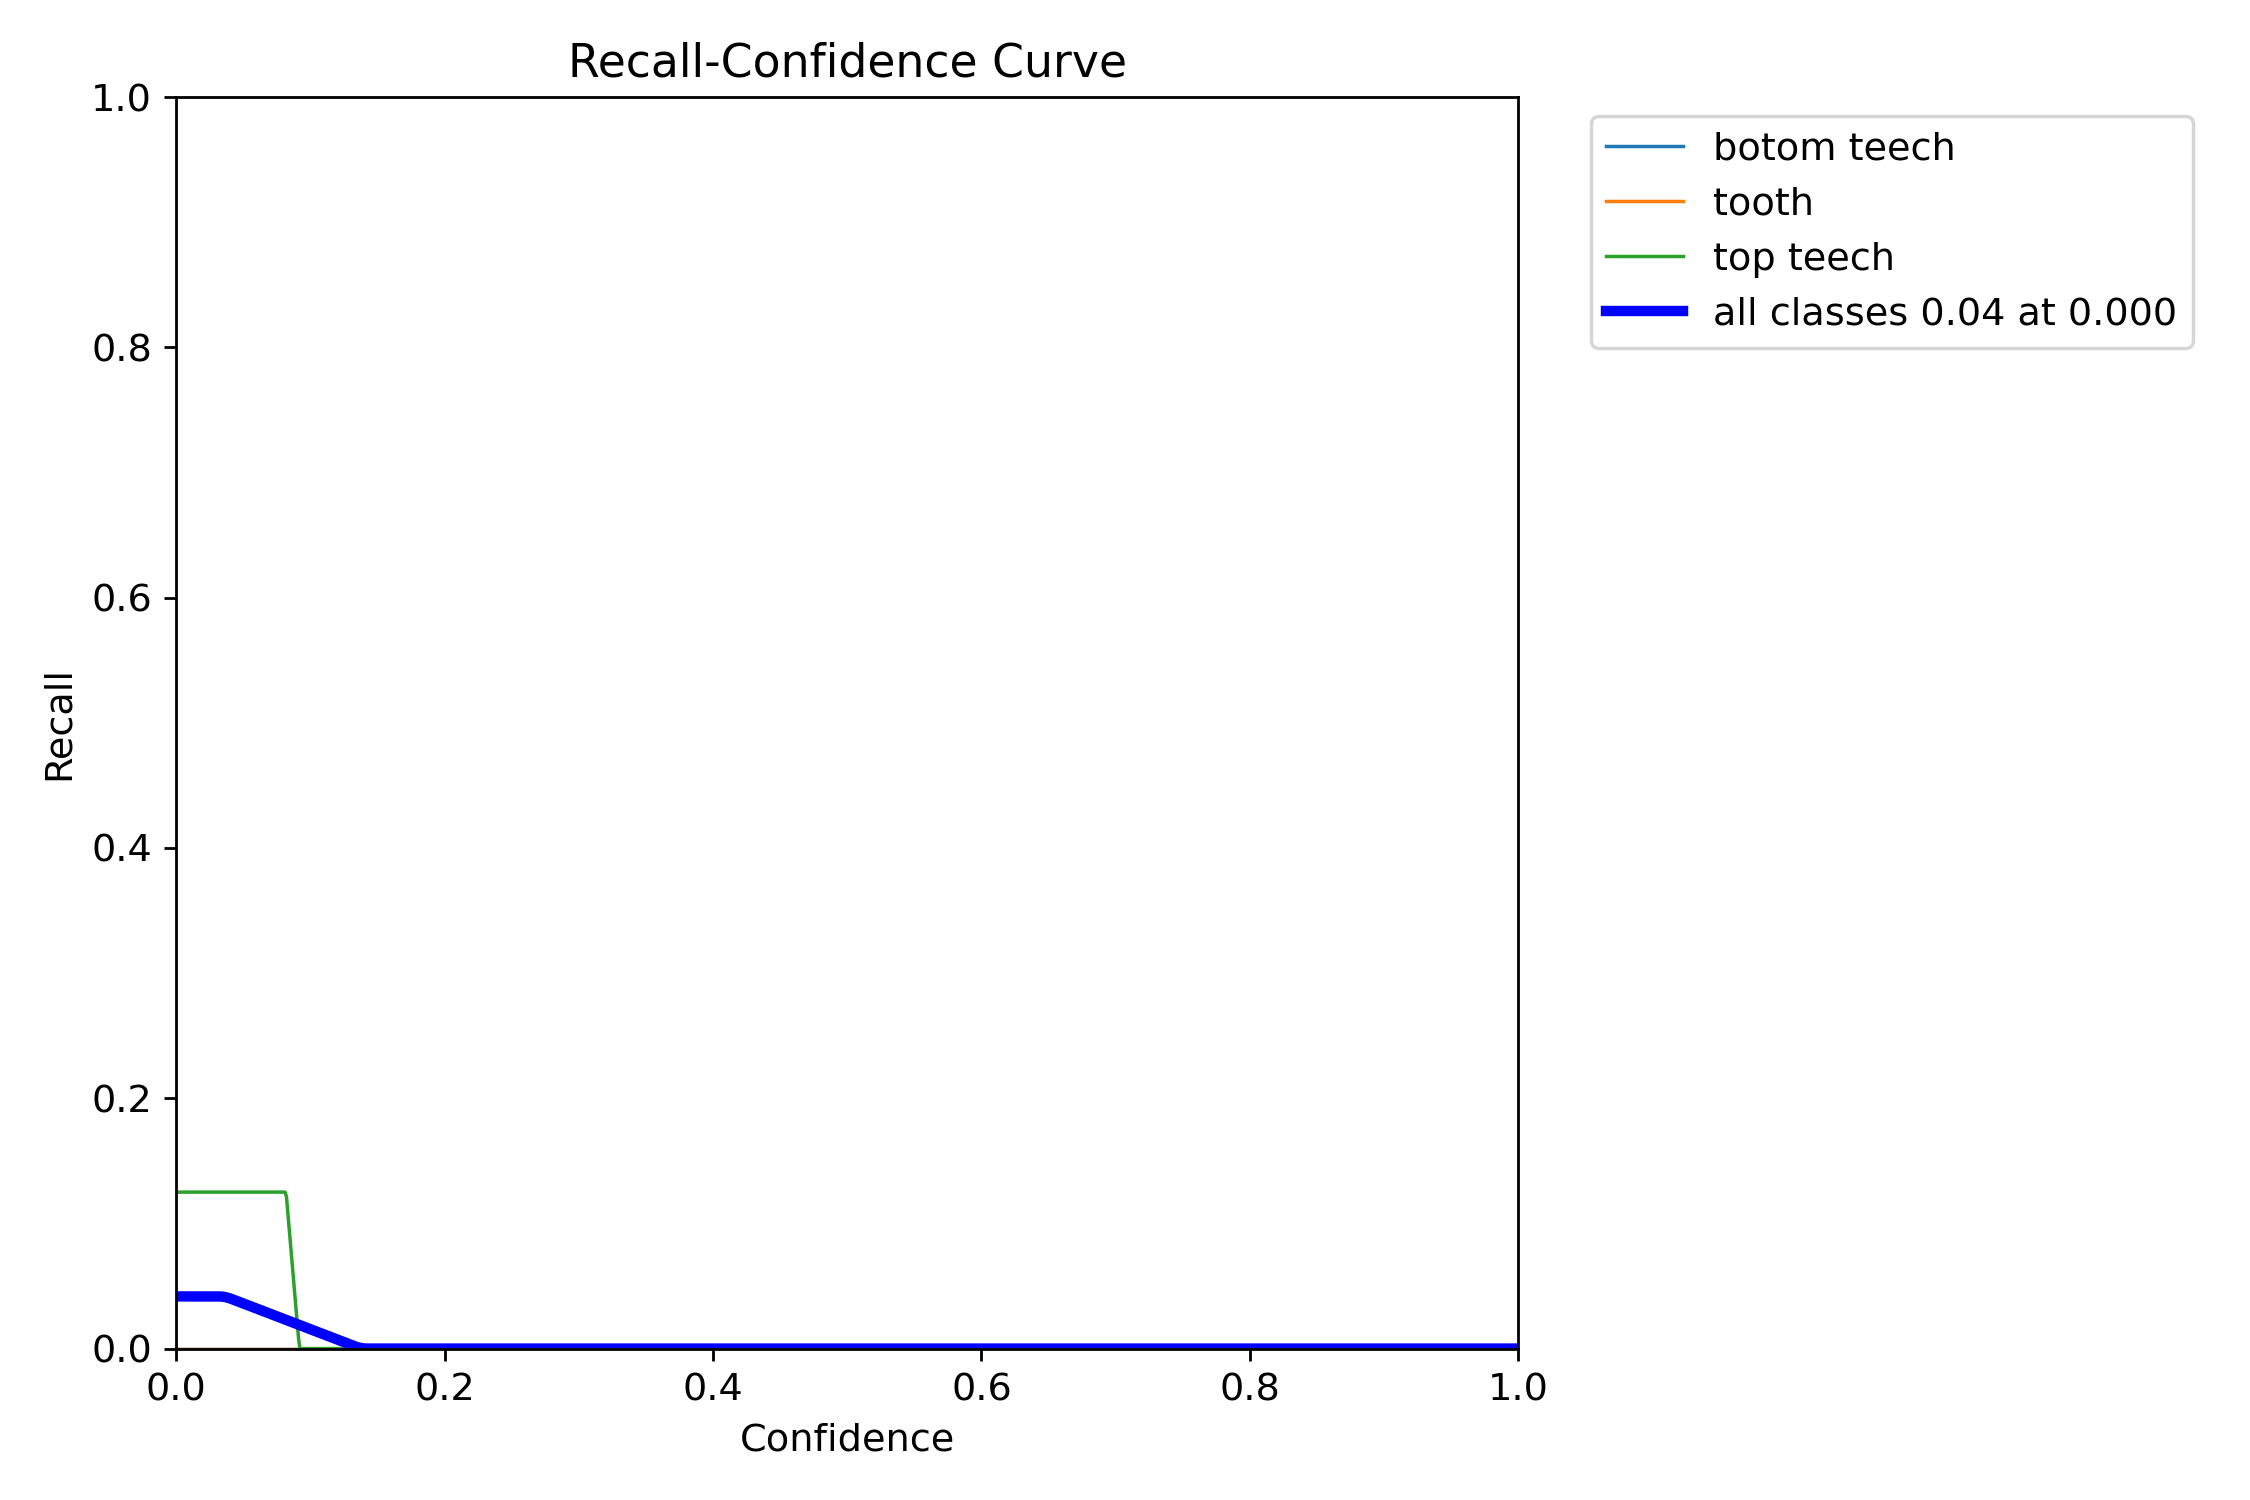 Recall-Confidence Curve
1.0
0.8
0.6
0.4
0.2
0.0
Recall
0.0 0.2 0.4 0.6 0.8 1.0
Confidence
botom teech
tooth
top teech
all classes 0.04 at 0.000